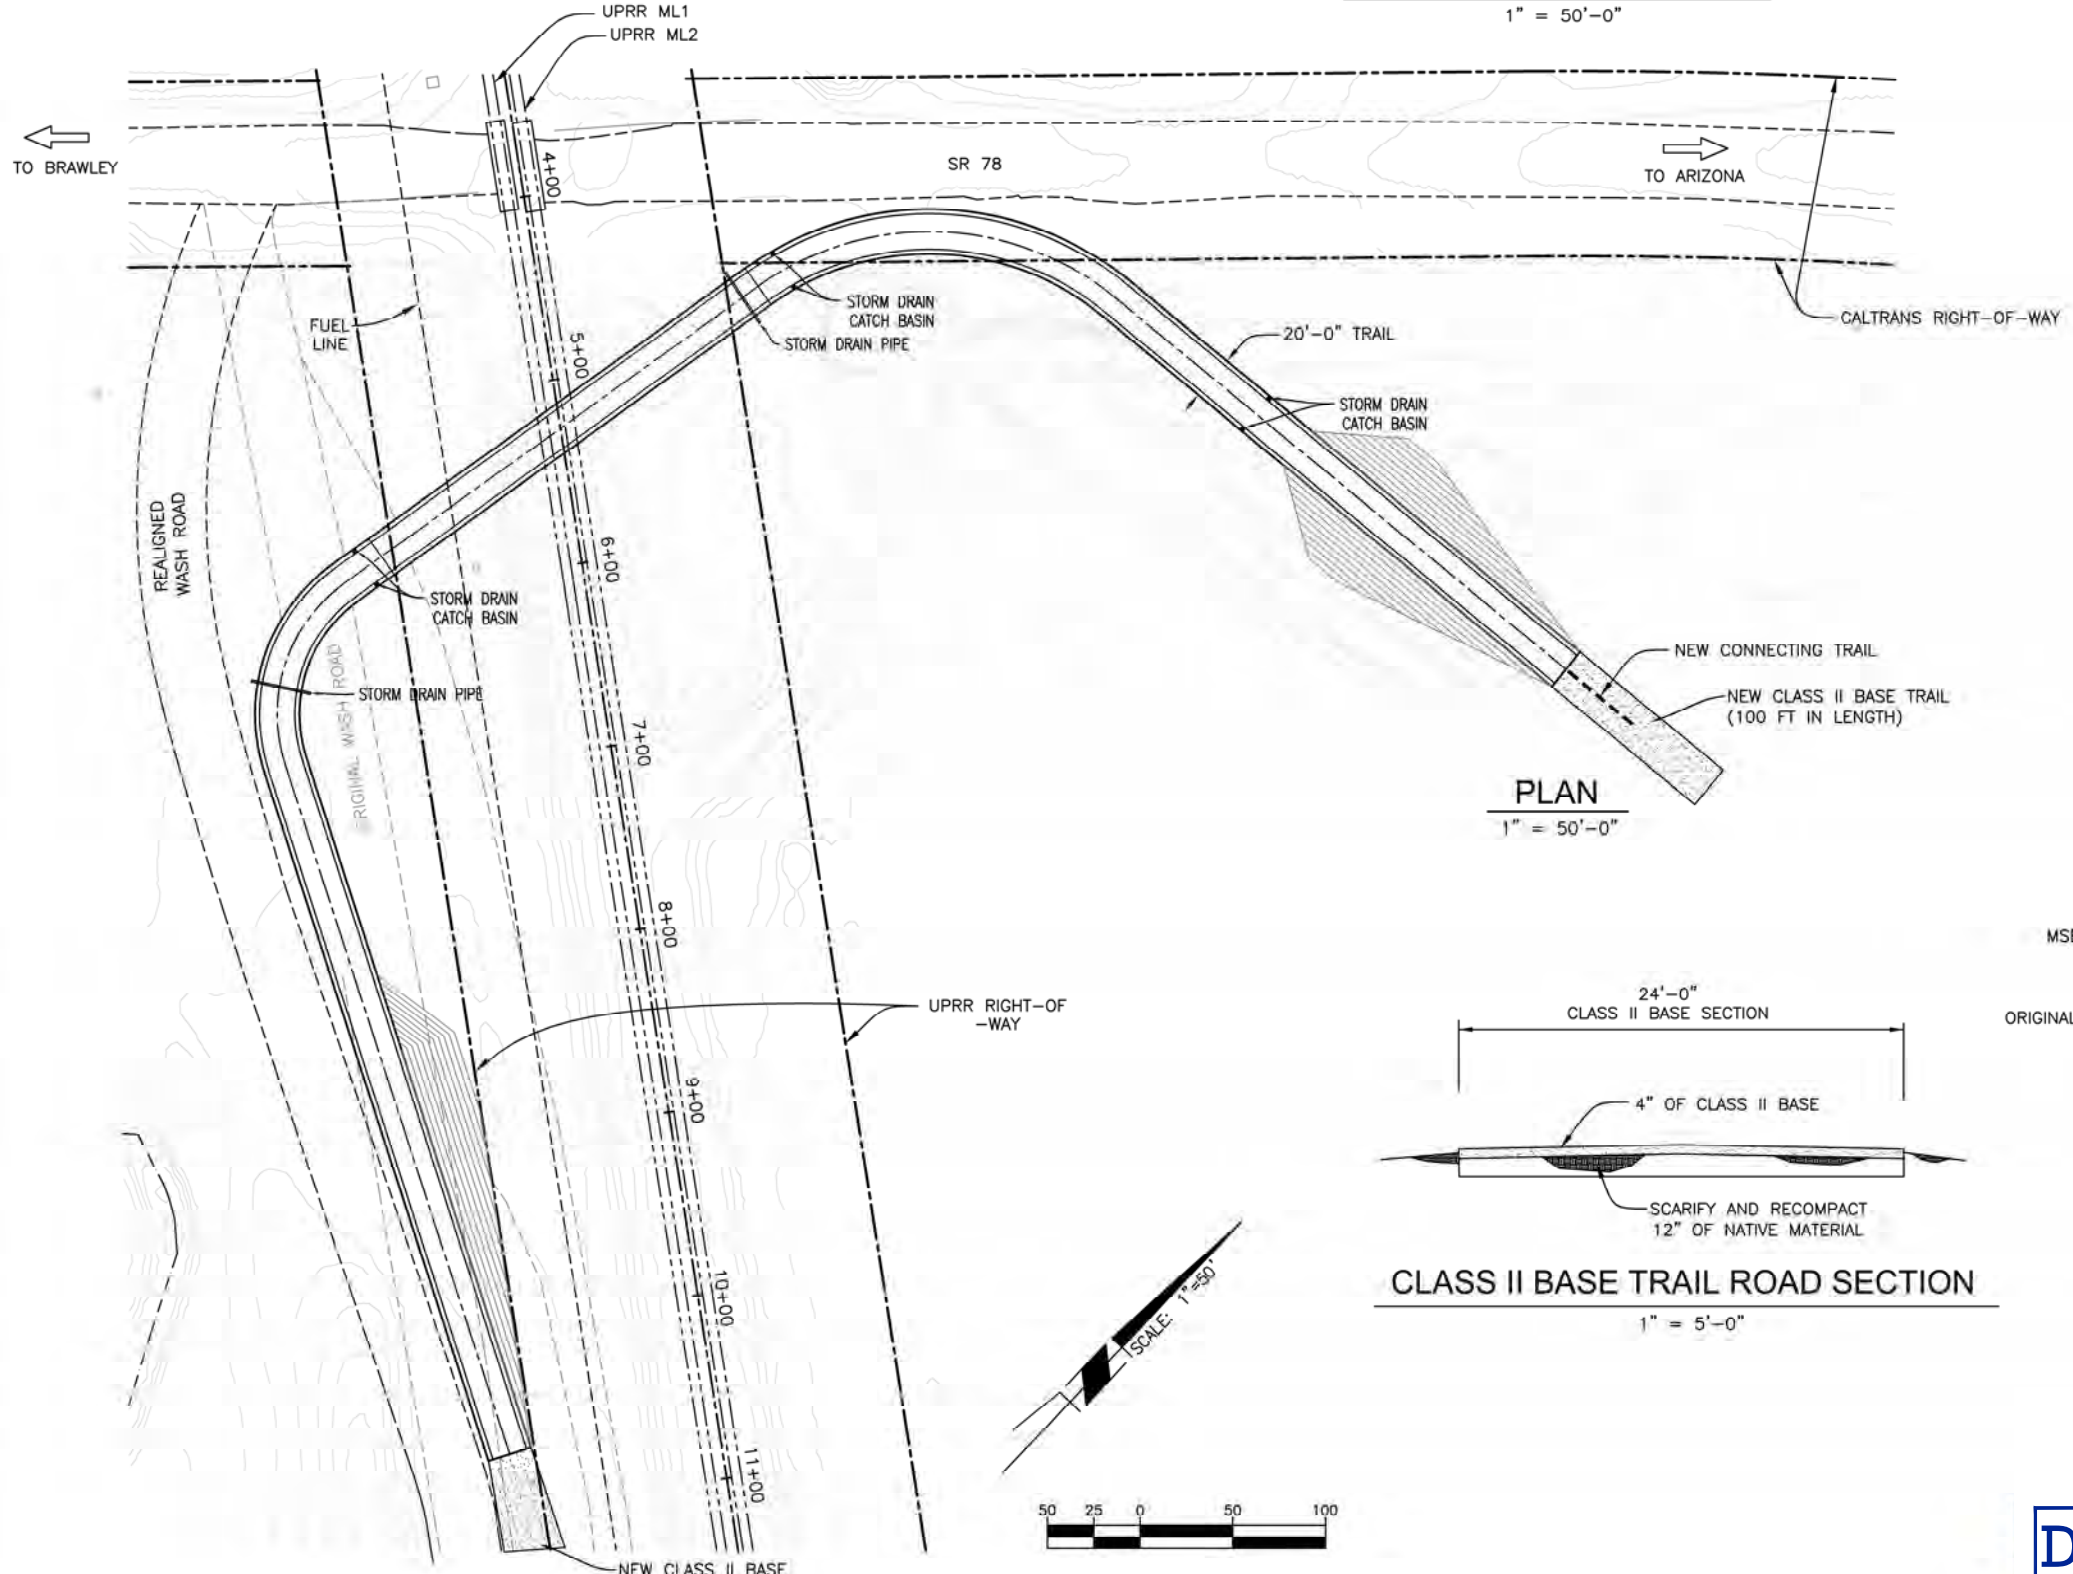 UPRR ML1
UPRR ML2
1" = 50'-0"
TO BRAWLEY
SR 78
TO ARIZONA
4+00
CALTRANS RIGHT-OF-WAY
FUEL
LINE
STORM DRAIN
CATCH BASIN
STORM DRAIN PIPE
20'-0" TRAIL
5+00
STORM DRAIN
CATCH BASIN
REALIGNED
WASH ROAD
6+00
STORM DRAIN
CATCH BASIN
NEW CONNECTING TRAIL
STORM DRAIN PIPE
RIGINAL WASH ROAD
NEW CLASS II BASE TRAIL
(100 FT IN LENGTH)
7+00
PLAN
1" = 50'-0"
8+00
UPRR RIGHT-OF
-WAY
9+00
10+00
11+00
24'-0"
CLASS II BASE SECTION
ORIGINAL
4" OF CLASS II BASE
SCARIFY AND RECOMPACT
12" OF NATIVE MATERIAL
CLASS II BASE TRAIL ROAD SECTION
1" = 5'-0"
SCALE: 1"=50'
50 25 0 50 100
NEW CLASS II BASE
D